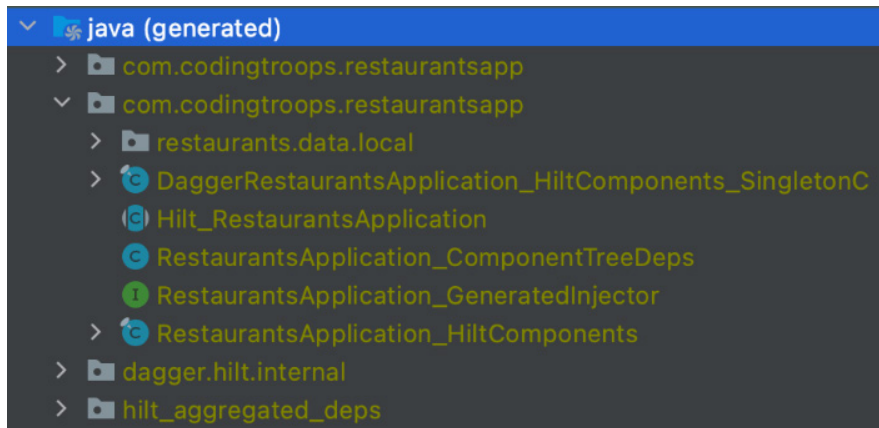 java (generated)
com.codingtroops.restaurantsapp
com.codingtroops.restaurantsapp
restaurants.data.local
DaggerRestaurantsApplication_HiltComponents_SingletonC
Hilt_RestaurantsApplication
RestaurantsApplication_ComponentTreeDeps
RestaurantsApplication_GeneratedInjector
RestaurantsApplication_HiltComponents
dagger.hilt.internal
hilt_aggregated_deps